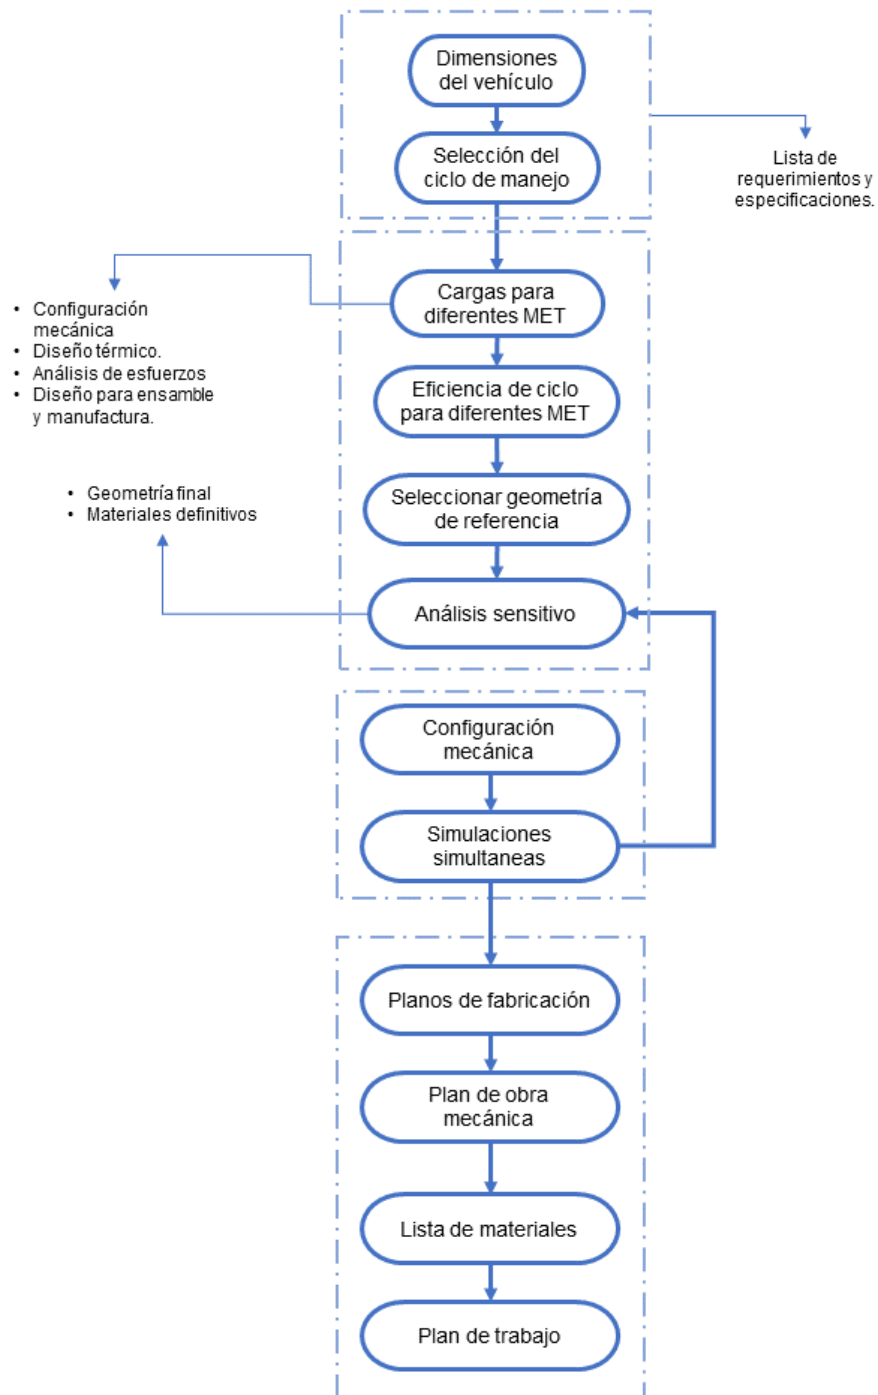 Dimensiones
del vehículo
Selección del
ciclo de manejo
Lista de
requerimientos y
especificaciones.
Cargas para
diferentes MET
• Configuración
mecánica
• Diseño térmico.
• Análisis de esfuerzos
• Diseño para ensamble
y manufactura.
Eficiencia de ciclo
para diferentes MET
• Geometría final
• Materiales definitivos
Seleccionar geometría
de referencia
Análisis sensitivo
Configuración
mecánica
Simulaciones
simultaneas
Planos de fabricación
Plan de obra
mecánica
Lista de materiales
Plan de trabajo